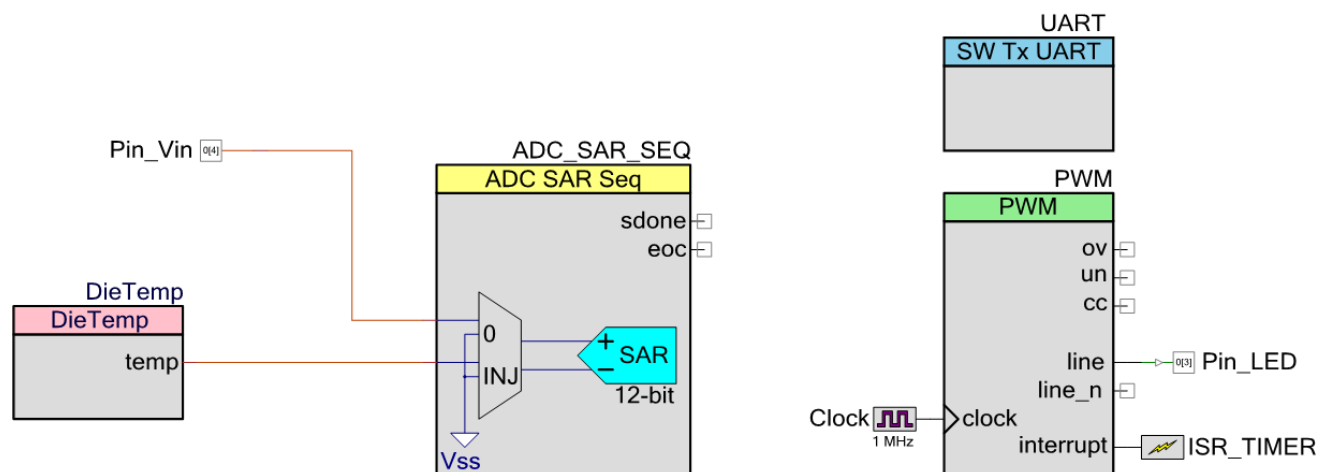 UART
SW Tx UART
Pin_Vin 0[4]
ADC_SAR_SEQ
ADC SAR Seq
sdone
eoc
PWM
PWM
ov
un
cc
DieTemp
DieTemp
temp
0
INJ
SAR
12-bit
Vss
line
0[3] Pin_LED
line_n
Clock
1 MHz
clock
interrupt
ISR_TIMER